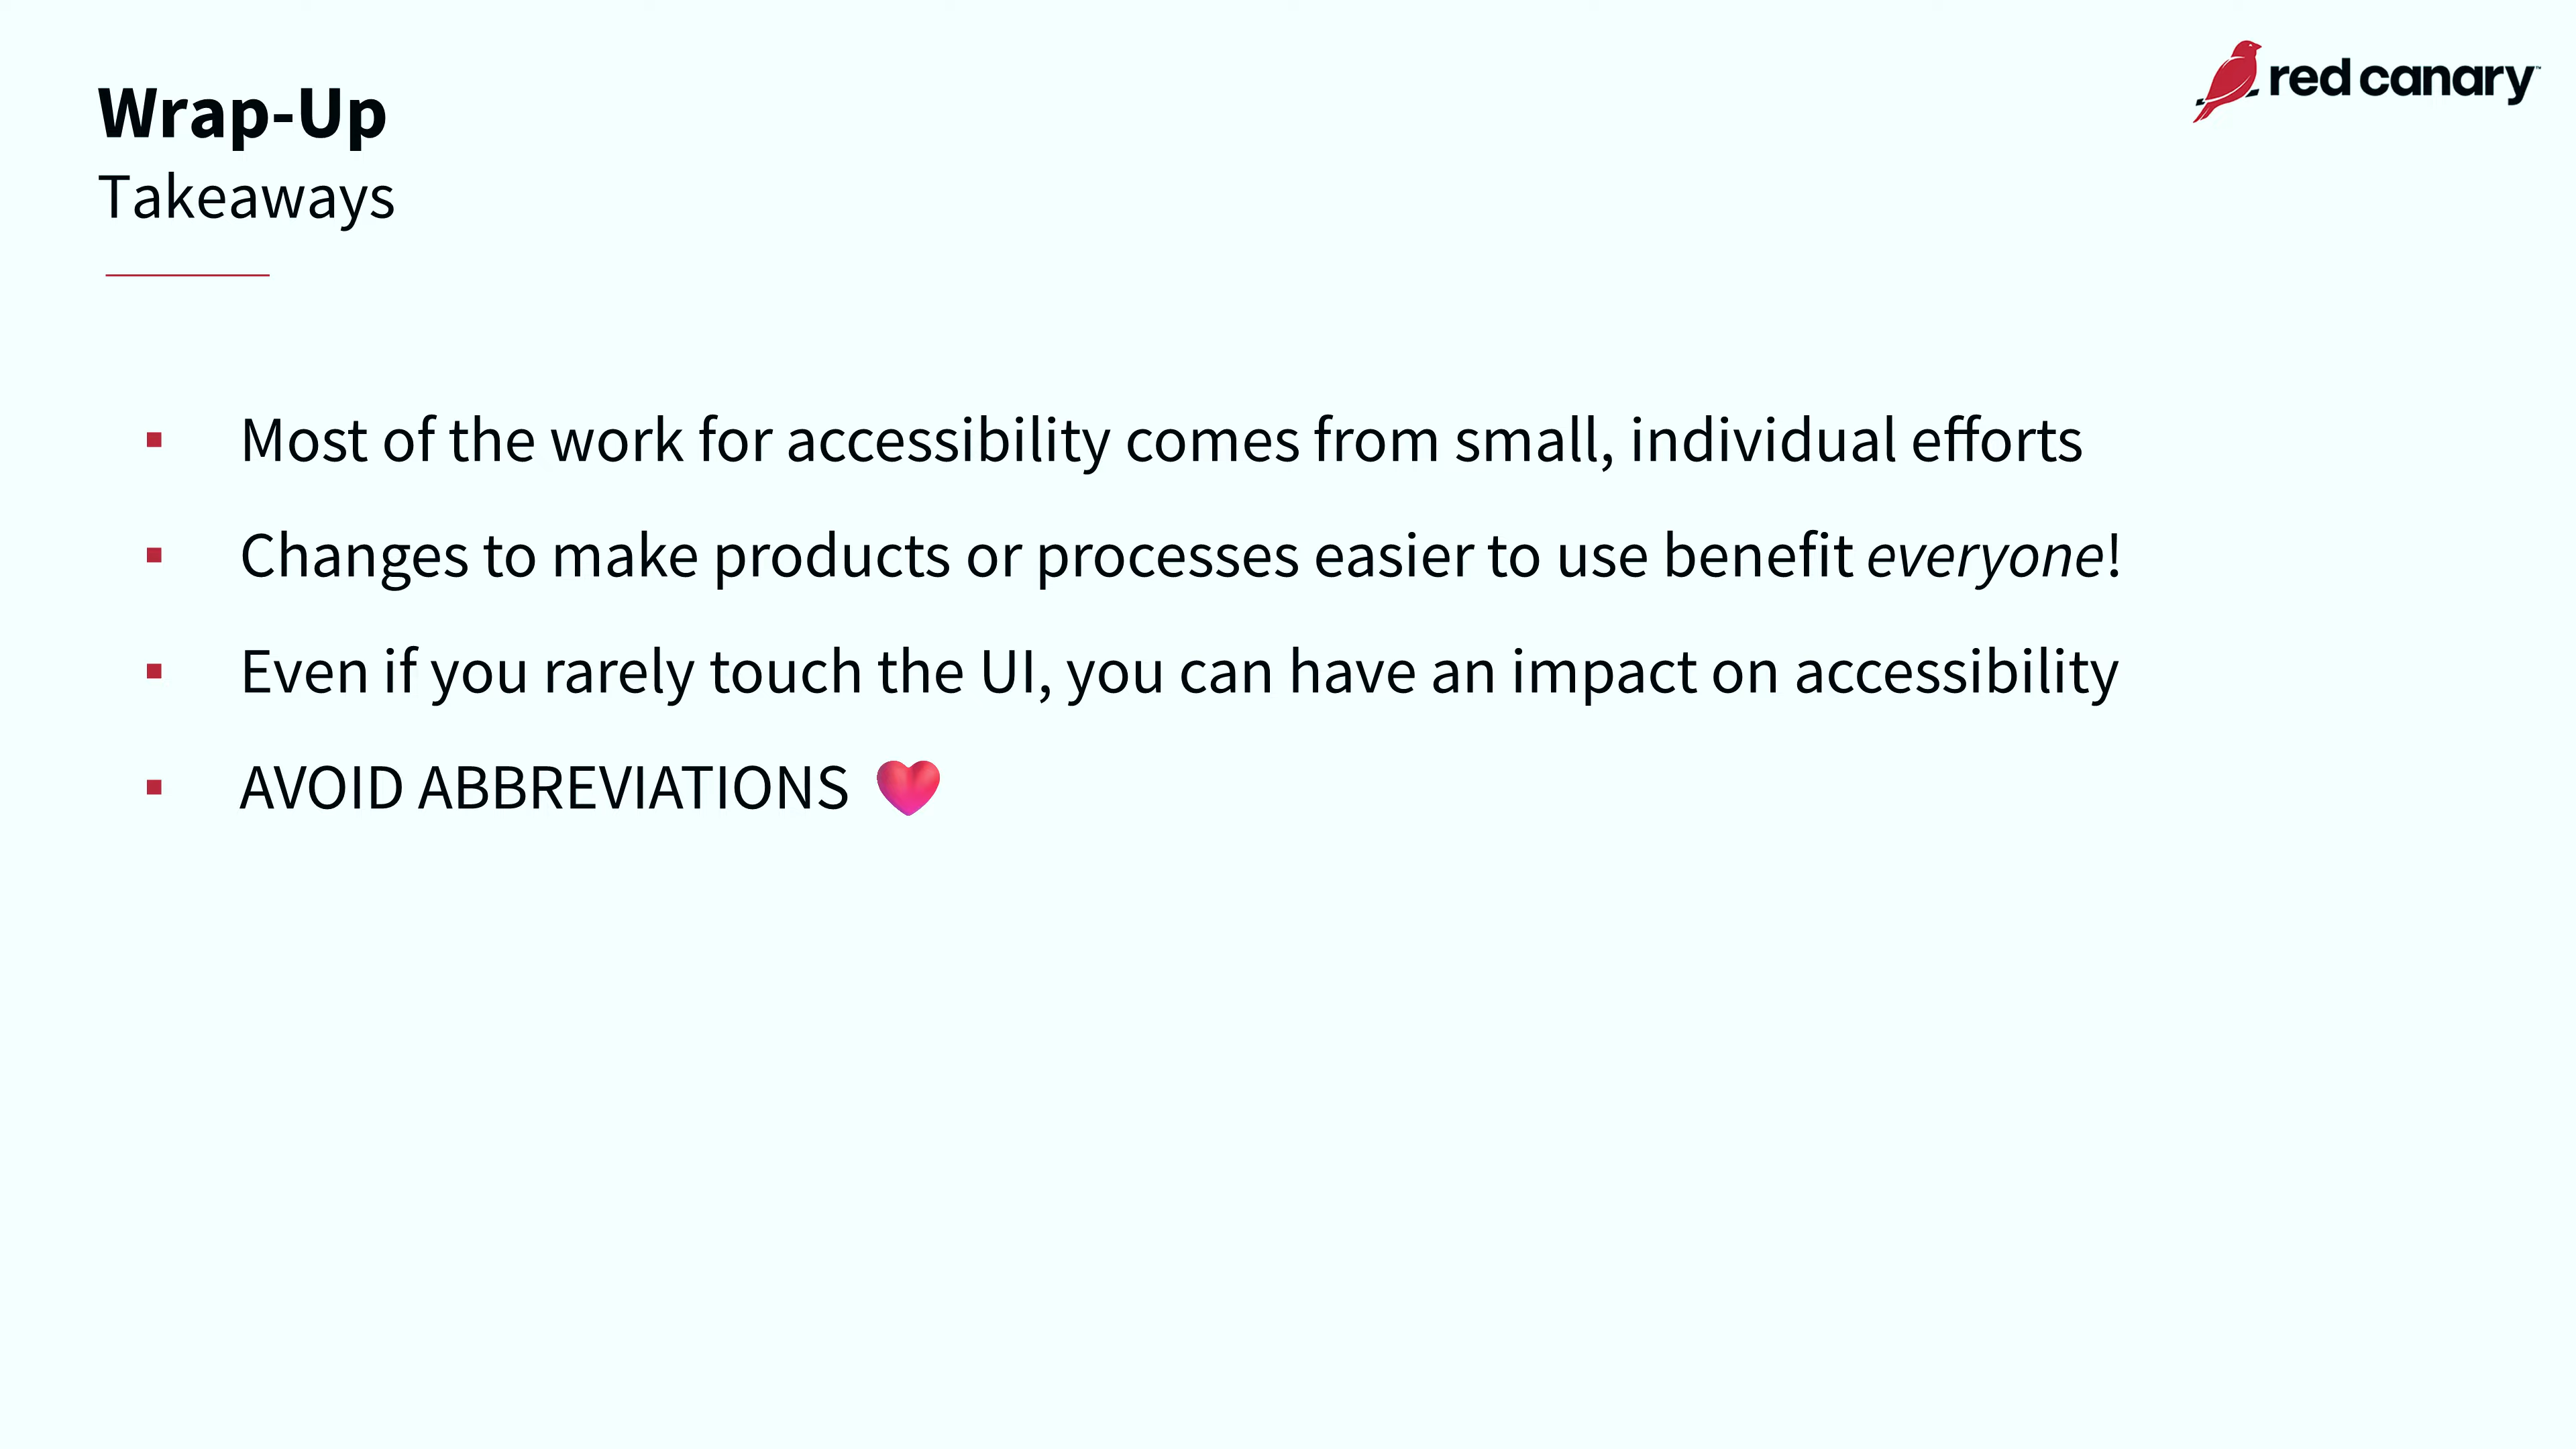 red canary™
Wrap-Up
Takeaways
▪ Most of the work for accessibility comes from small, individual efforts
▪ Changes to make products or processes easier to use benefit everyone!
▪ Even if you rarely touch the UI, you can have an impact on accessibility
▪ AVOID ABBREVIATIONS 💗